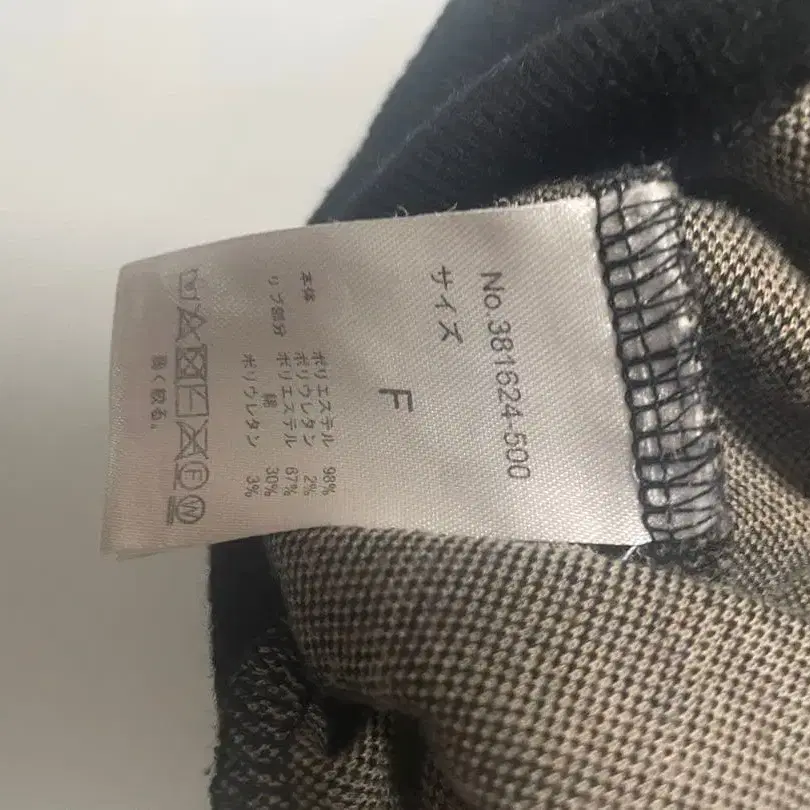 No.381624-500
サイズ
F
本体 ポリエステル 98%
ポリウレタン 2%
リブ部分 ポリエステル 67%
綿 30%
ポリウレタン 3%
F W
弱く絞る。